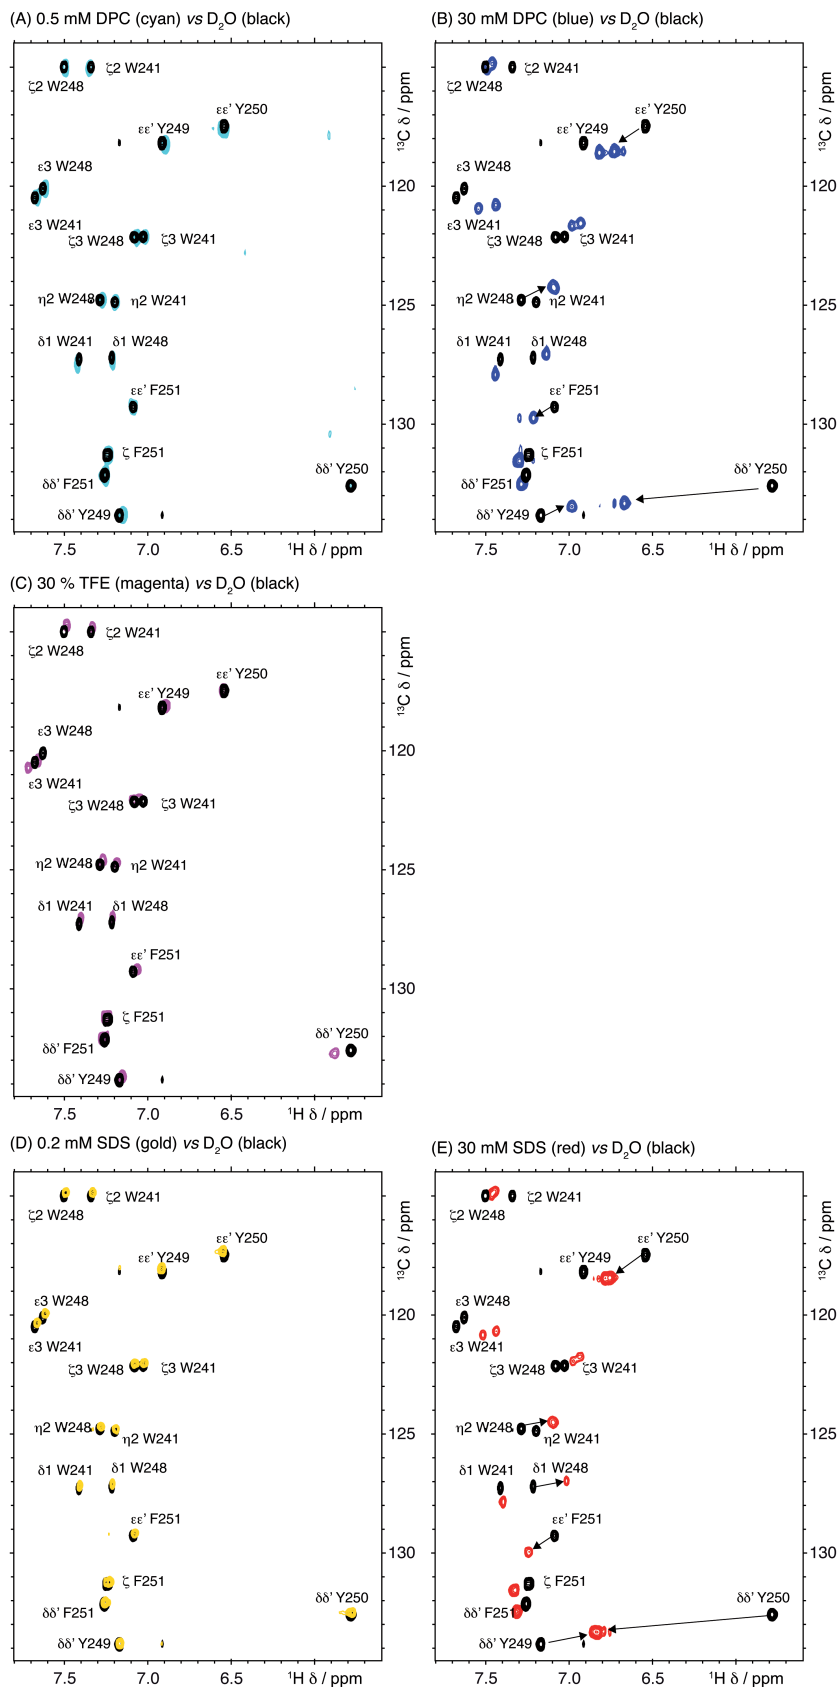 (A) 0.5 mM DPC (cyan) vs D₂O (black)
ζ2 W241
ζ2 W248
εε' Y250
εε' Y249
ε3 W248
ε3 W241
ζ3 W248
ζ3 W241
η2 W248
η2 W241
δ1 W241
δ1 W248
εε' F251
ζ F251
δδ' F251
δδ' Y250
δδ' Y249
¹³C δ / ppm
120
125
130
7.5
7.0
6.5
¹H δ / ppm
(B) 30 mM DPC (blue) vs D₂O (black)
ζ2 W241
ζ2 W248
εε' Y250
εε' Y249
ε3 W248
ε3 W241
ζ3 W248
ζ3 W241
η2 W248
η2 W241
δ1 W241
δ1 W248
εε' F251
ζ F251
δδ' Y250
δδ' F251
δδ' Y249
¹³C δ / ppm
120
125
130
7.5
7.0
6.5
¹H δ / ppm
(C) 30 % TFE (magenta) vs D₂O (black)
ζ2 W241
ζ2 W248
εε' Y250
εε' Y249
ε3 W248
ε3 W241
ζ3 W248
ζ3 W241
η2 W248
η2 W241
δ1 W241
δ1 W248
εε' F251
ζ F251
δδ' Y250
δδ' F251
δδ' Y249
¹³C δ / ppm
120
125
130
7.5
7.0
6.5
¹H δ / ppm
(D) 0.2 mM SDS (gold) vs D₂O (black)
ζ2 W241
ζ2 W248
εε' Y250
εε' Y249
ε3 W248
ε3 W241
ζ3 W248
ζ3 W241
η2 W248
η2 W241
δ1 W241
δ1 W248
εε' F251
ζ F251
δδ' Y250
δδ' F251
δδ' Y249
¹³C δ / ppm
120
125
130
7.5
7.0
6.5
¹H δ / ppm
(E) 30 mM SDS (red) vs D₂O (black)
ζ2 W241
ζ2 W248
εε' Y250
εε' Y249
ε3 W248
ε3 W241
ζ3 W248
ζ3 W241
η2 W248
η2 W241
δ1 W241
δ1 W248
εε' F251
ζ F251
δδ' Y250
δδ' F251
δδ' Y249
¹³C δ / ppm
120
125
130
7.5
7.0
6.5
¹H δ / ppm